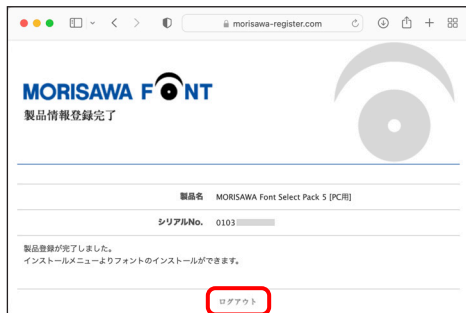 morisawa-register.com
MORISAWA FONT
製品情報登録完了
製品名 MORISAWA Font Select Pack 5 [PC用]
シリアルNo. 0103
製品登録が完了しました。
インストールメニューよりフォントのインストールができます。
ログアウト